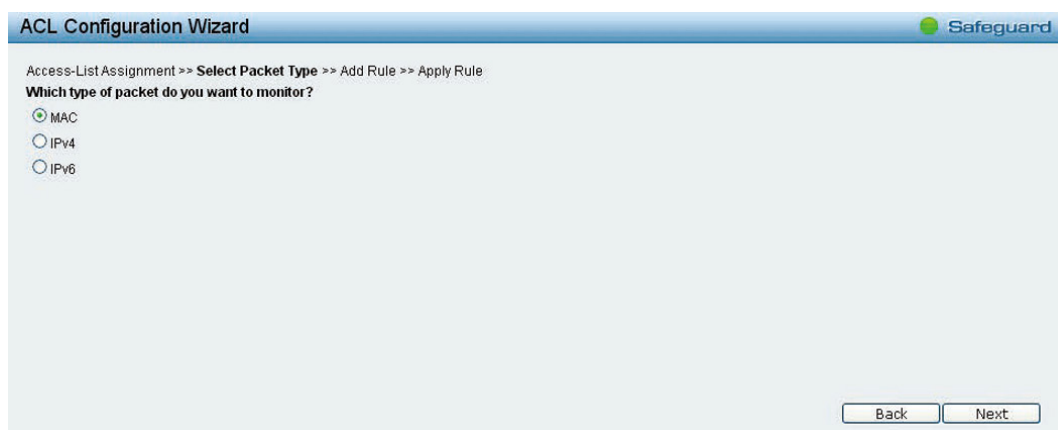 ACL Configuration Wizard
Safeguard
Access-List Assignment >> Select Packet Type >> Add Rule >> Apply Rule
Which type of packet do you want to monitor?
MAC
IPv4
IPv6
Back
Next